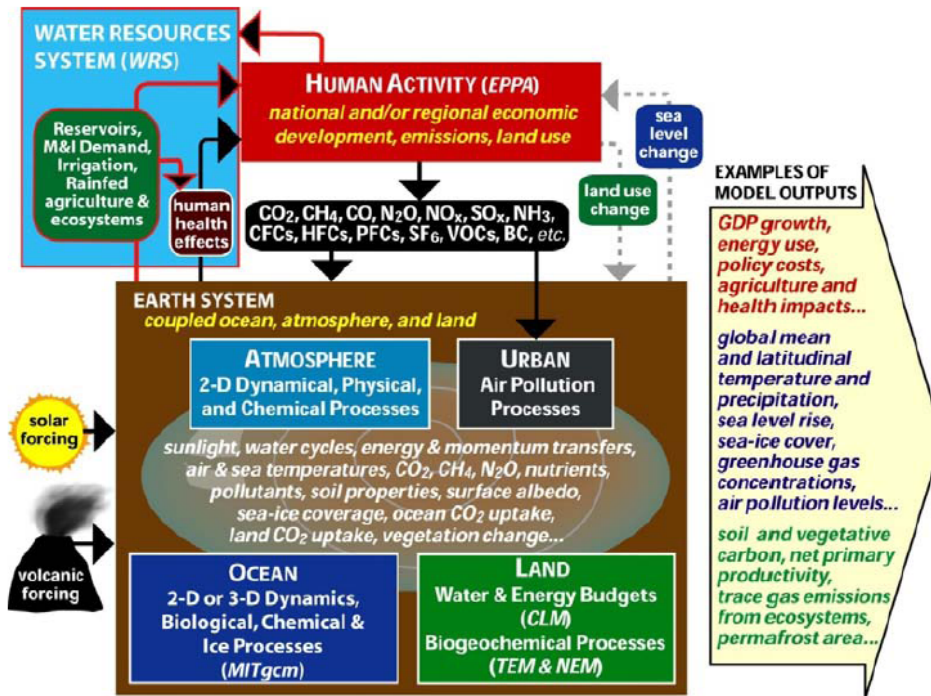 WATER RESOURCES
SYSTEM (WRS)
Reservoirs,
M&I Demand,
Irrigation,
Rainfed
agriculture &
ecosystems
human
health
effects
HUMAN ACTIVITY (EPPA)
national and/or regional economic
development, emissions, land use
sea
level
change
land use
change
CO₂, CH₄, CO, N₂O, NOₓ, SOₓ, NH₃,
CFCs, HFCs, PFCs, SF₆, VOCs, BC, etc.
EARTH SYSTEM
coupled ocean, atmosphere, and land
ATMOSPHERE
2-D Dynamical, Physical,
and Chemical Processes
URBAN
Air Pollution
Processes
solar
forcing
volcanic
forcing
sunlight, water cycles, energy & momentum transfers,
air & sea temperatures, CO₂, CH₄, N₂O, nutrients,
pollutants, soil properties, surface albedo,
sea-ice coverage, ocean CO₂ uptake,
land CO₂ uptake, vegetation change...
OCEAN
2-D or 3-D Dynamics,
Biological, Chemical &
Ice Processes
(MITgcm)
LAND
Water & Energy Budgets
(CLM)
Biogeochemical Processes
(TEM & NEM)
EXAMPLES OF
MODEL OUTPUTS
GDP growth,
energy use,
policy costs,
agriculture and
health impacts...
global mean
and latitudinal
temperature and
precipitation,
sea level rise,
sea-ice cover,
greenhouse gas
concentrations,
air pollution levels...
soil and vegetative
carbon, net primary
productivity,
trace gas emissions
from ecosystems,
permafrost area...